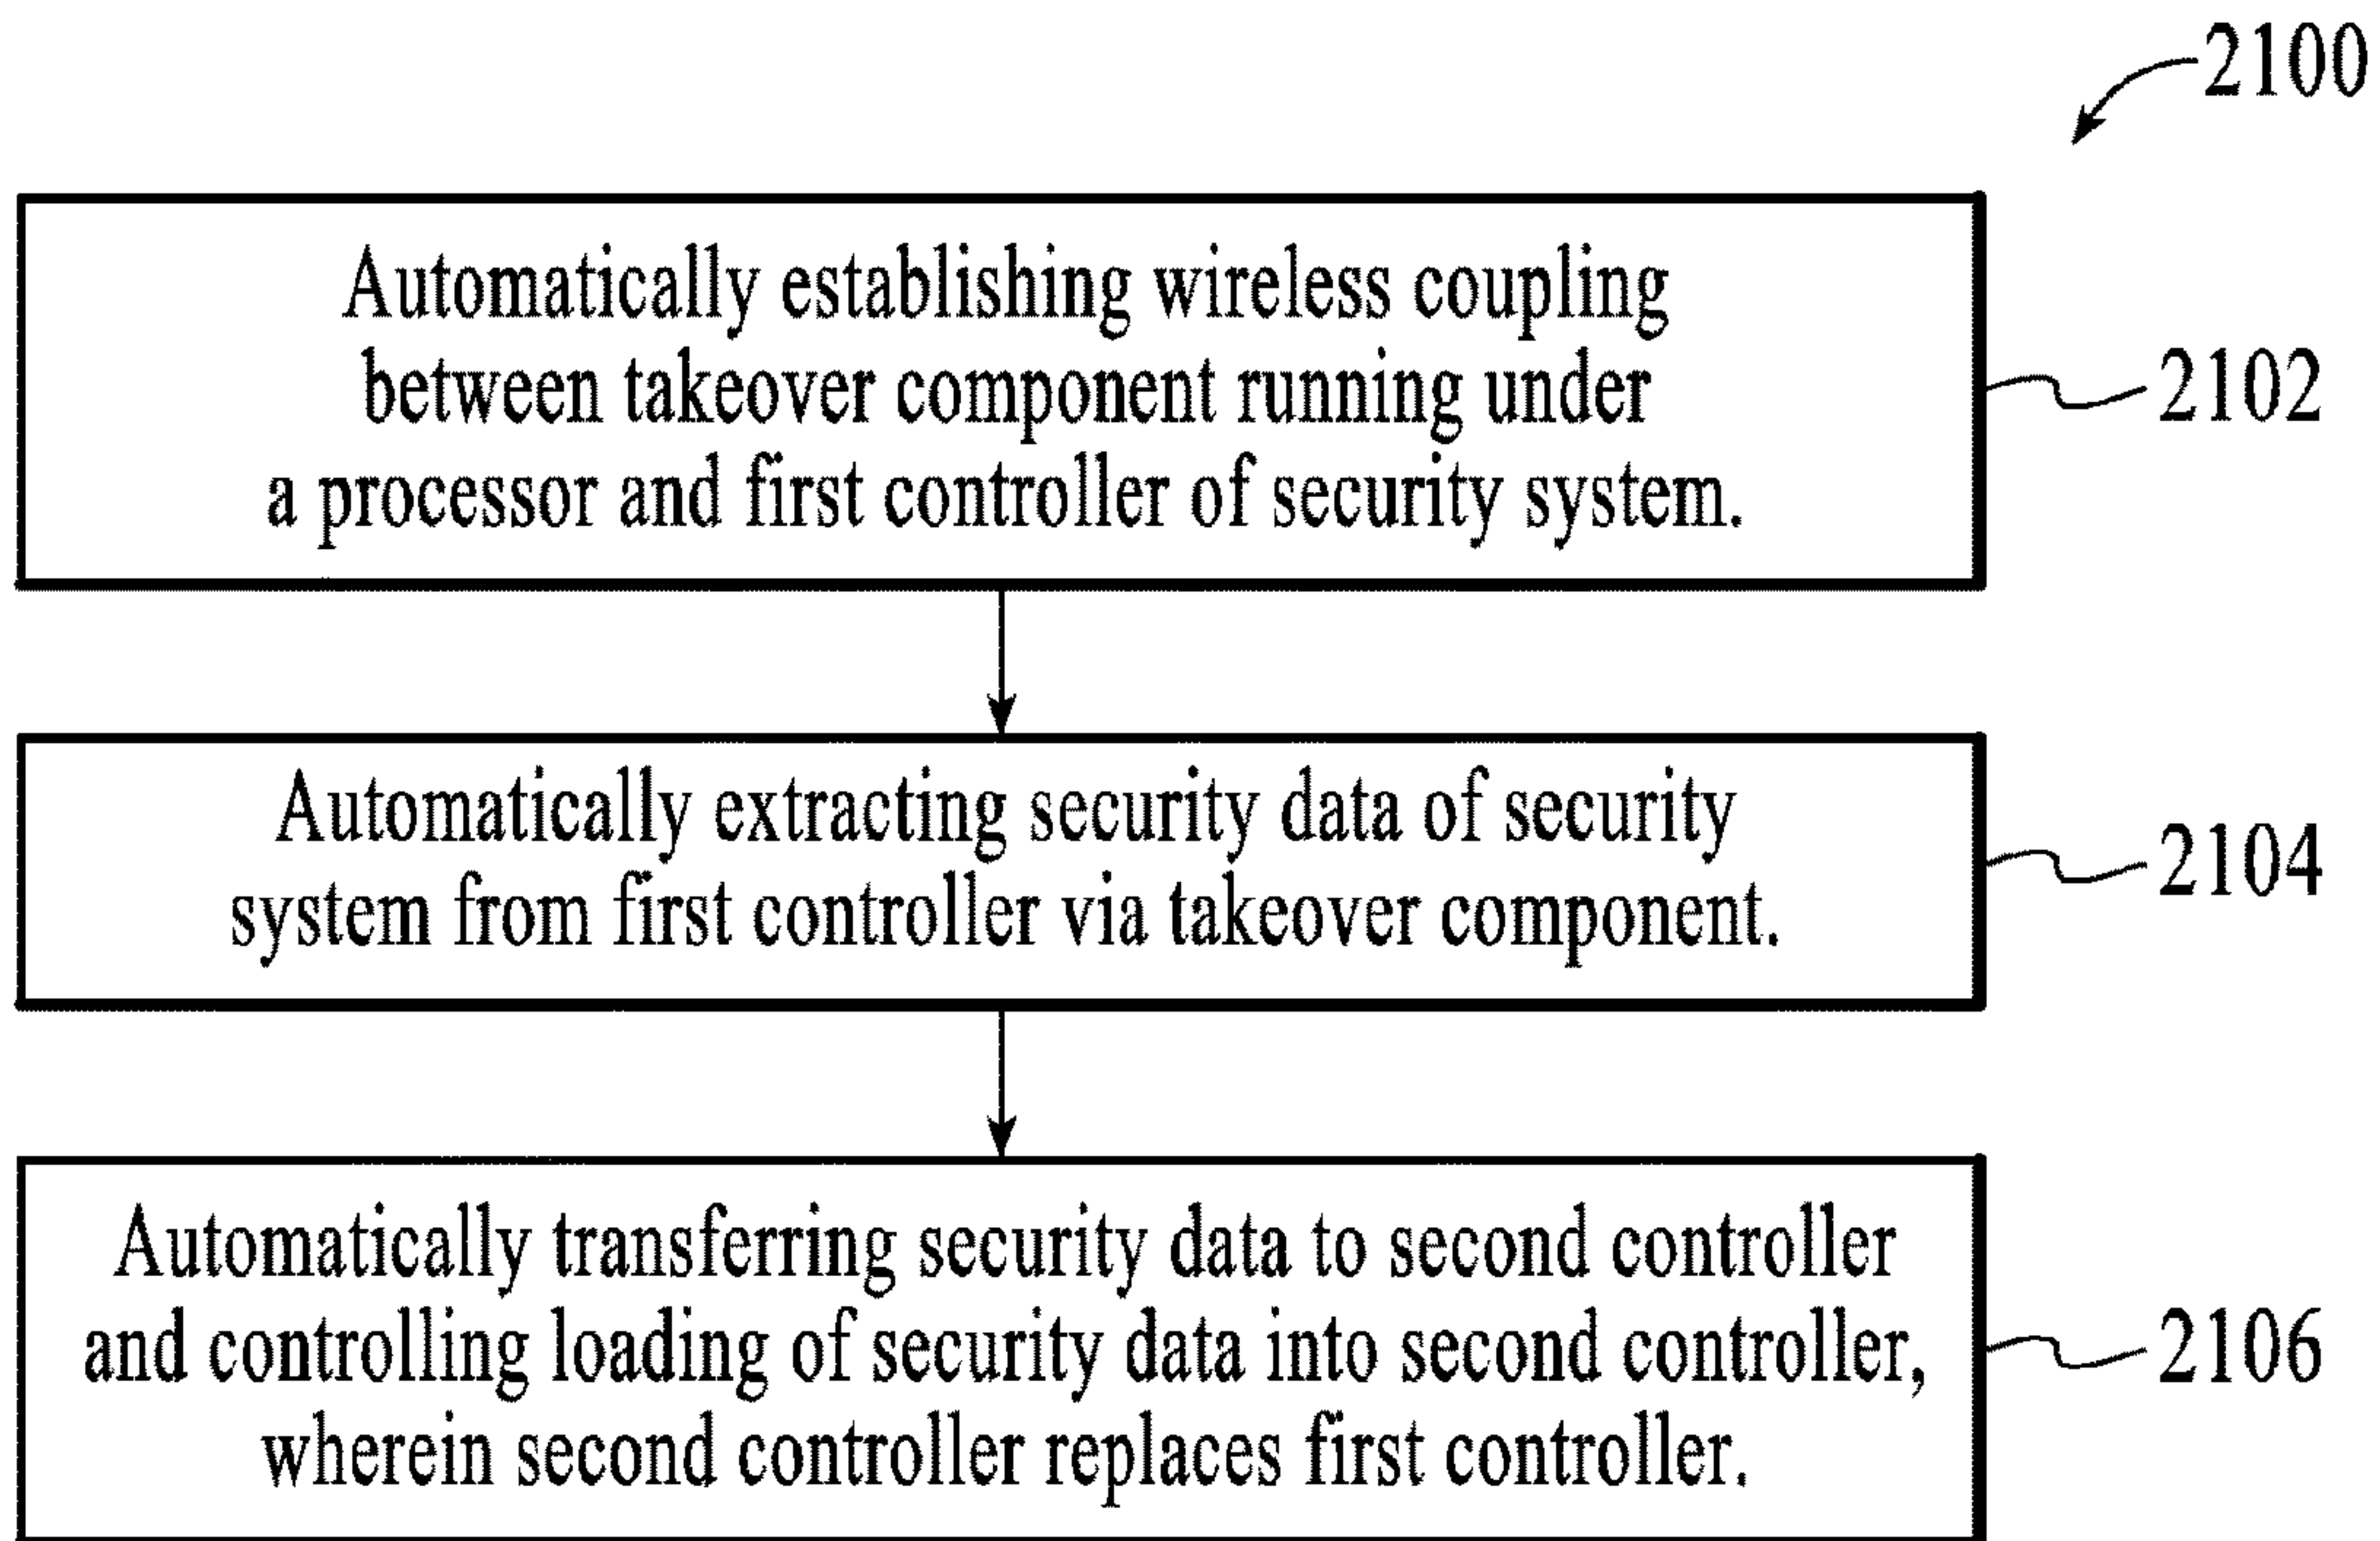 2100
Automatically establishing wireless coupling
between takeover component running under
a processor and first controller of security system.
2102
Automatically extracting security data of security
system from first controller via takeover component.
2104
Automatically transferring security data to second controller
and controlling loading of security data into second controller,
wherein second controller replaces first controller.
2106